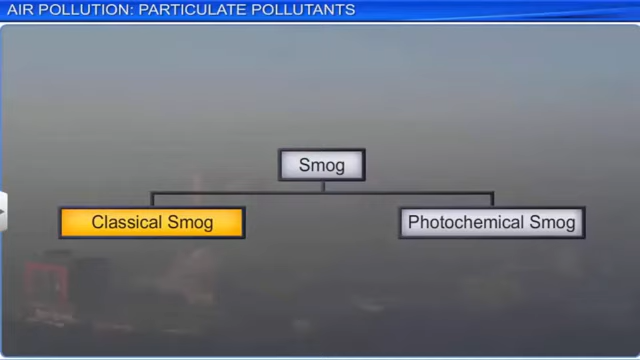 AIR POLLUTION: PARTICULATE POLLUTANTS
Smog
Classical Smog
Photochemical Smog